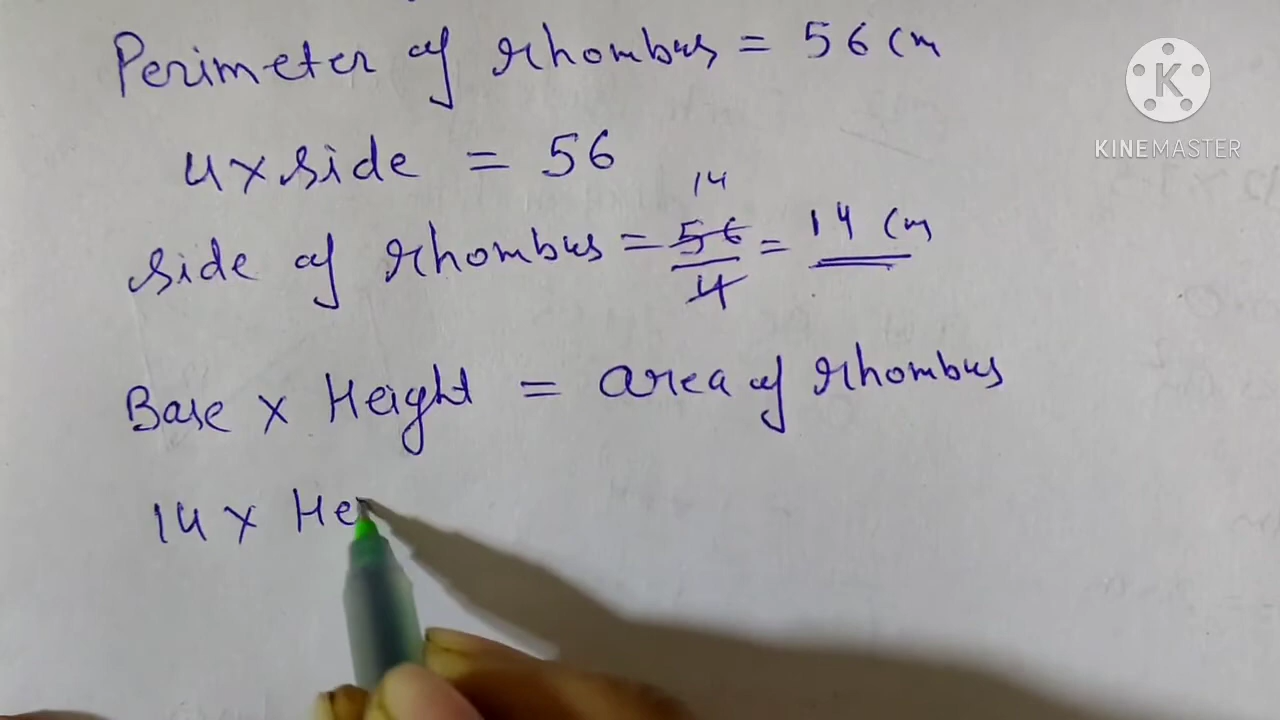 Perimeter of rhombus = 56 cm
K
KINEMASTER
4 x side = 56
14
side of rhombus = 56/4 = 14 cm
Base x Height = area of rhombus
14 x He